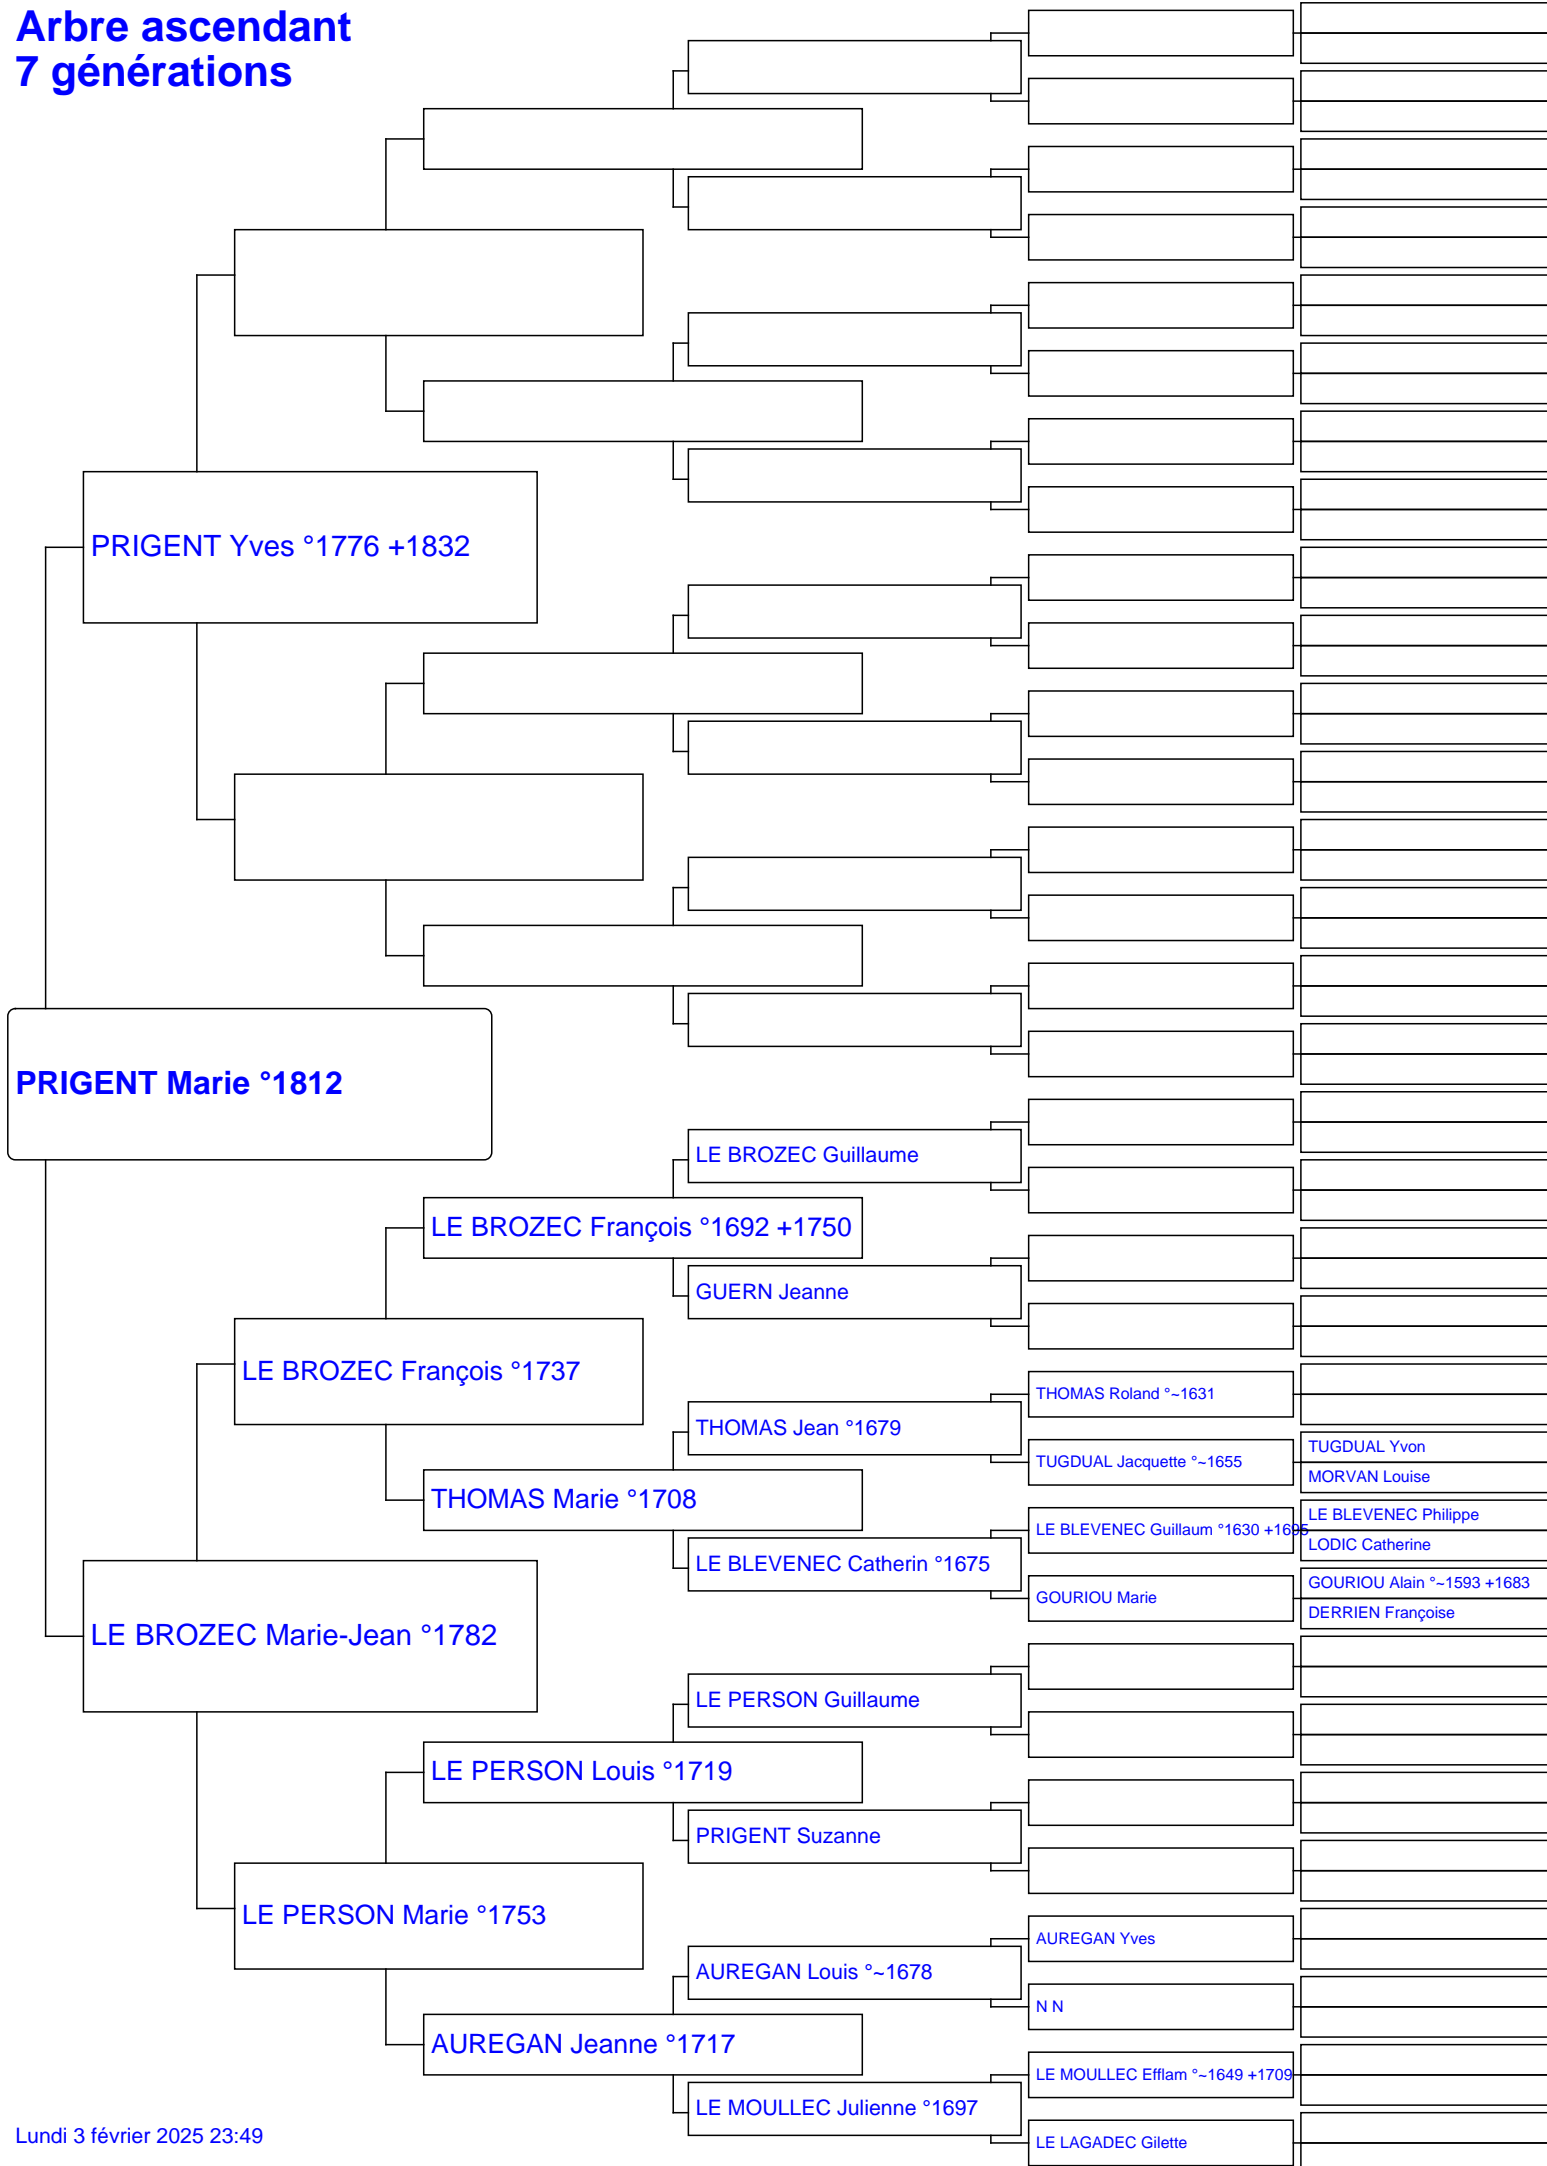 Arbre ascendant
7 générations
PRIGENT Yves °1776 +1832
PRIGENT Marie °1812
LE BROZEC Guillaume
LE BROZEC François °1692 +1750
GUERN Jeanne
LE BROZEC François °1737
THOMAS Roland °~1631
THOMAS Jean °1679
TUGDUAL Yvon
TUGDUAL Jacquette °~1655
MORVAN Louise
THOMAS Marie °1708
LE BLEVENEC Philippe
LE BLEVENEC Guillaum °1630 +1695
LODIC Catherine
LE BLEVENEC Catherin °1675
GOURIOU Alain °~1593 +1683
GOURIOU Marie
DERRIEN Françoise
LE BROZEC Marie-Jean °1782
LE PERSON Guillaume
LE PERSON Louis °1719
PRIGENT Suzanne
LE PERSON Marie °1753
AUREGAN Yves
AUREGAN Louis °~1678
N N
AUREGAN Jeanne °1717
LE MOULLEC Efflam °~1649 +1709
LE MOULLEC Julienne °1697
LE LAGADEC Gilette
Lundi 3 février 2025 23:49